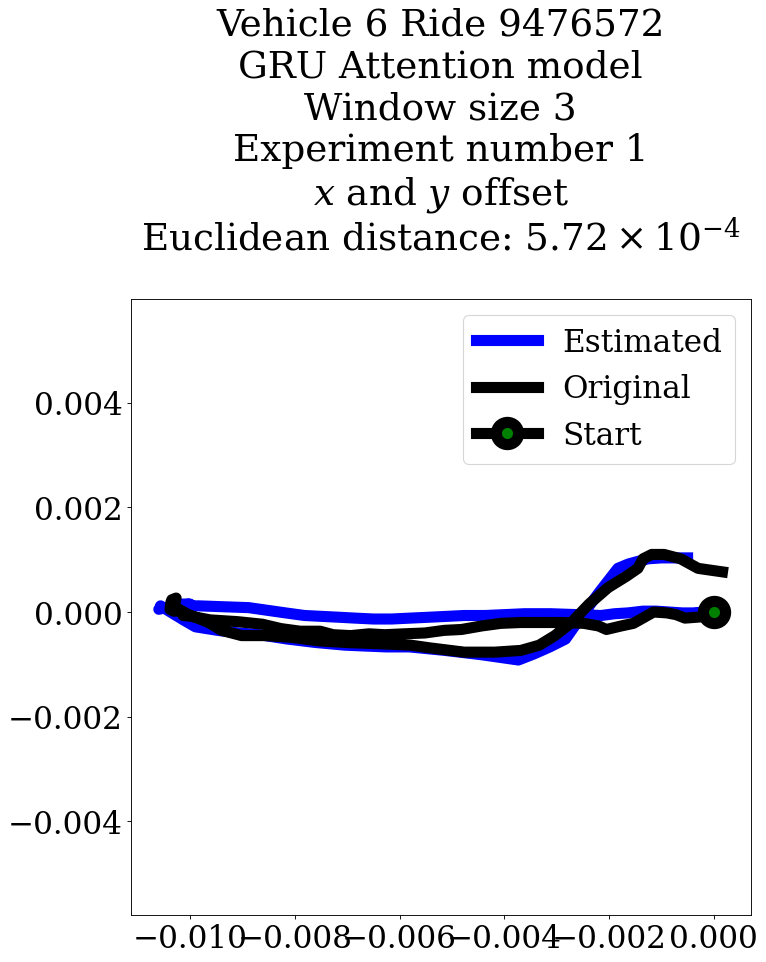 Vehicle 6 Ride 9476572
GRU Attention model
Window size 3
Experiment number 1
x and y offset
Euclidean distance: 5.72 × 10⁻⁴
Estimated
Original
Start
0.004
0.002
0.000
−0.002
−0.004
−0.010 −0.008 −0.006 −0.004 −0.002 0.000